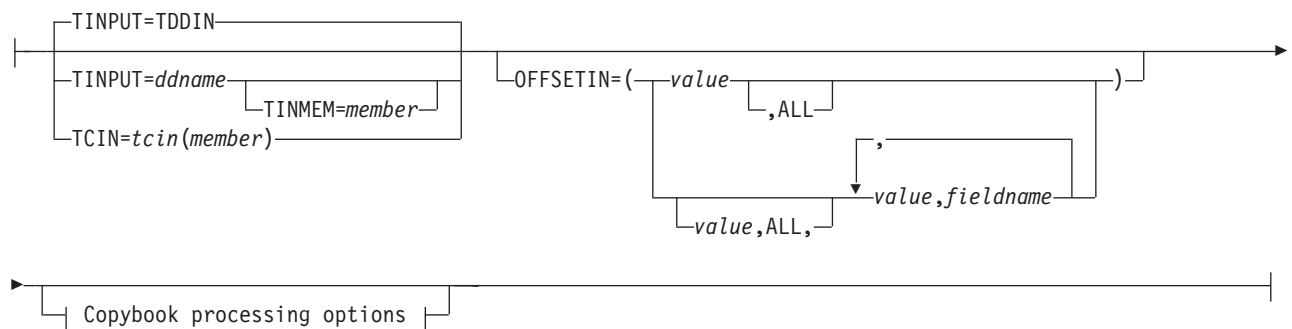 TINPUT=TDDIN
TINPUT=ddname
TINMEM=member
TCIN=tcin(member)
OFFSETIN=(
value
,ALL
)
,
value,fieldname
value,ALL,
Copybook processing options